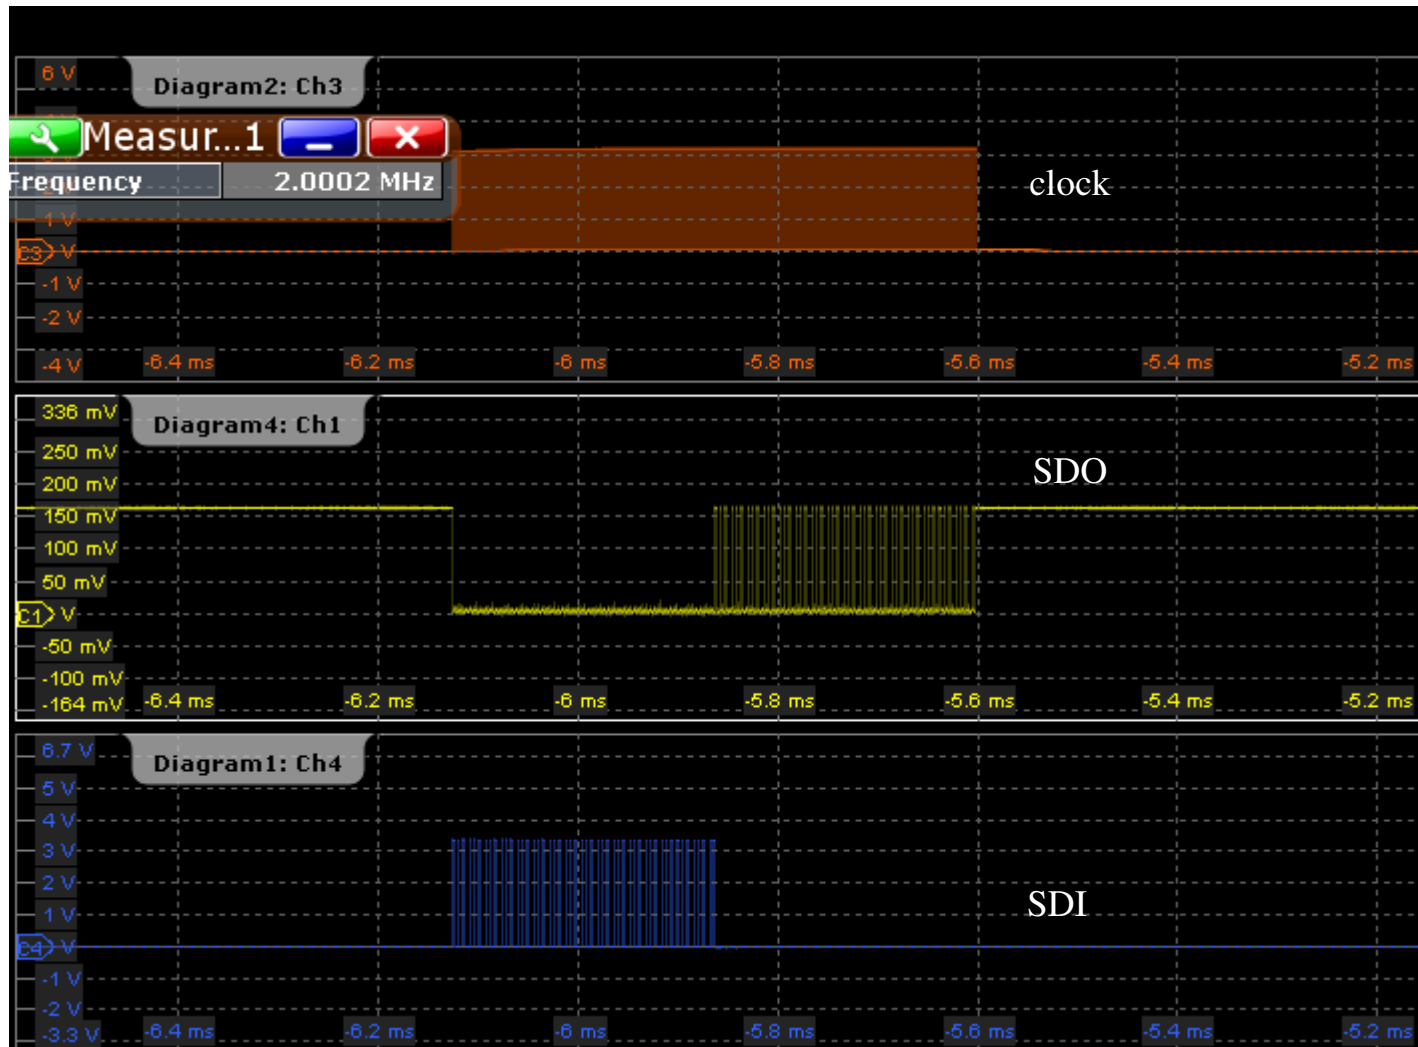 6 V
Diagram2: Ch3
Measur...1
Frequency 2.0002 MHz
clock
1 V
C3 V
-1 V
-2 V
-4 V
-6.4 ms -6.2 ms -6 ms -5.8 ms -5.6 ms -5.4 ms -5.2 ms
336 mV
Diagram4: Ch1
250 mV
SDO
200 mV
150 mV
100 mV
50 mV
C1 V
-50 mV
-100 mV
-164 mV
-6.4 ms -6.2 ms -6 ms -5.8 ms -5.6 ms -5.4 ms -5.2 ms
6.7 V
Diagram1: Ch4
5 V
4 V
3 V
2 V
1 V
SDI
C4 V
-1 V
-2 V
-3.3 V
-6.4 ms -6.2 ms -6 ms -5.8 ms -5.6 ms -5.4 ms -5.2 ms